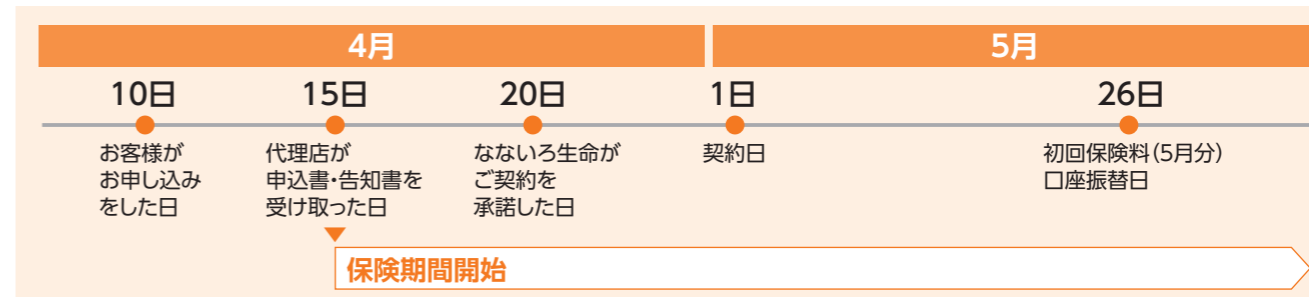 4月
5月
10日
15日
20日
1日
26日
お客様が
お申し込み
をした日
代理店が
申込書・告知書を
受け取った日
なないろ生命が
ご契約を
承諾した日
契約日
初回保険料(5月分)
口座振替日
保険期間開始